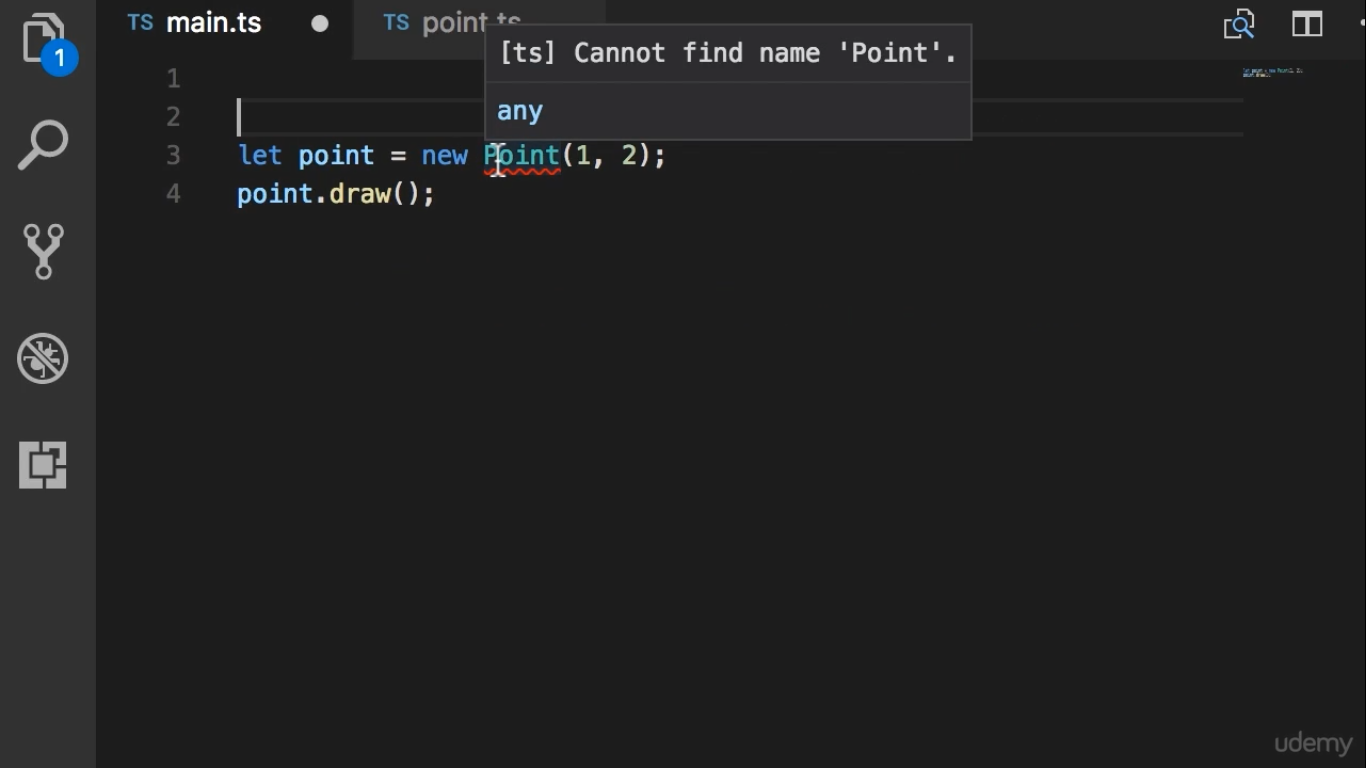 TS main.ts
TS point.ts
[ts] Cannot find name 'Point'.
any
1
1
2
3 let point = new Point(1, 2);
4 point.draw();
udemy